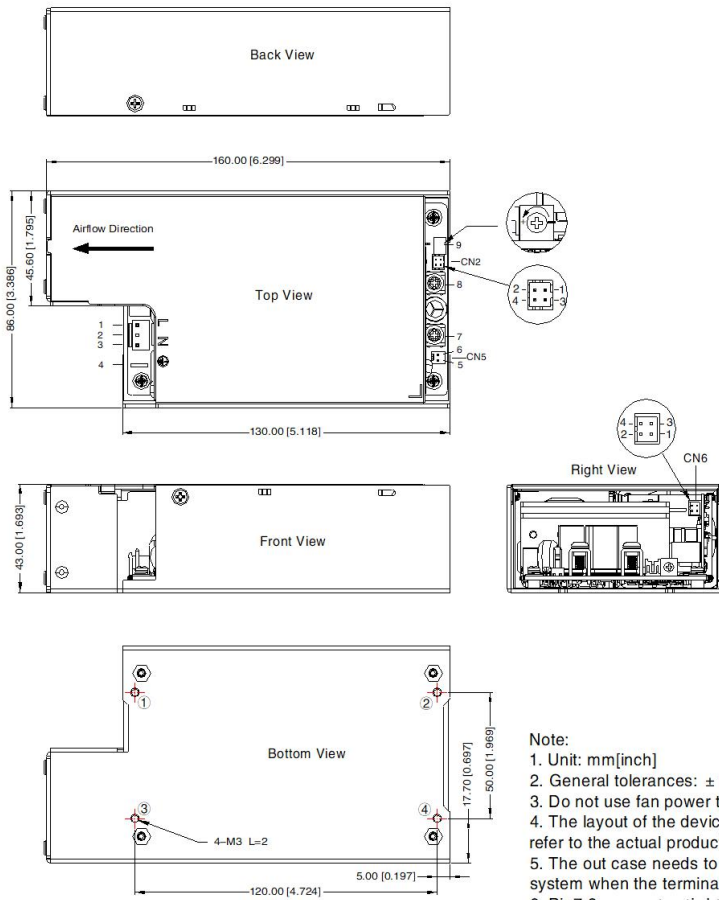 Back View
160.00 [6.299]
86.00 [3.386]
45.60 [1.795]
Airflow Direction
Top View
9
CN2
8
7
6
CN5
5
2 1
4 3
1
2
3
4
L N
130.00 [5.118]
43.00 [1.693]
Front View
Right View
4 3
2 1
CN6
Bottom View
1
2
3
4
4-M3 L=2
17.70 [0.697]
50.00 [1.969]
5.00 [0.197]
120.00 [4.724]
Note:
1. Unit: mm[inch]
2. General tolerances: ±
3. Do not use fan power t
4. The layout of the devic
refer to the actual produc
5. The out case needs to
system when the termina